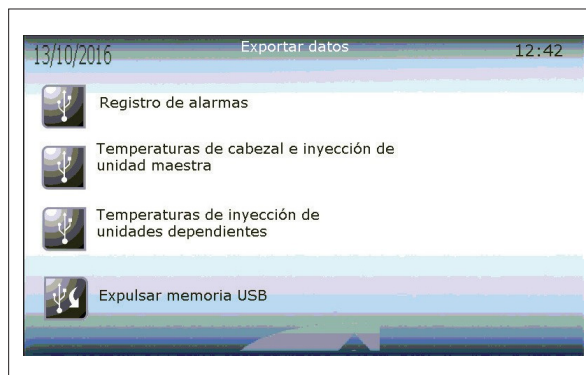 13/10/2016 Exportar datos 12:42
Registro de alarmas
Temperaturas de cabezal e inyección de
unidad maestra
Temperaturas de inyección de
unidades dependientes
Expulsar memoria USB